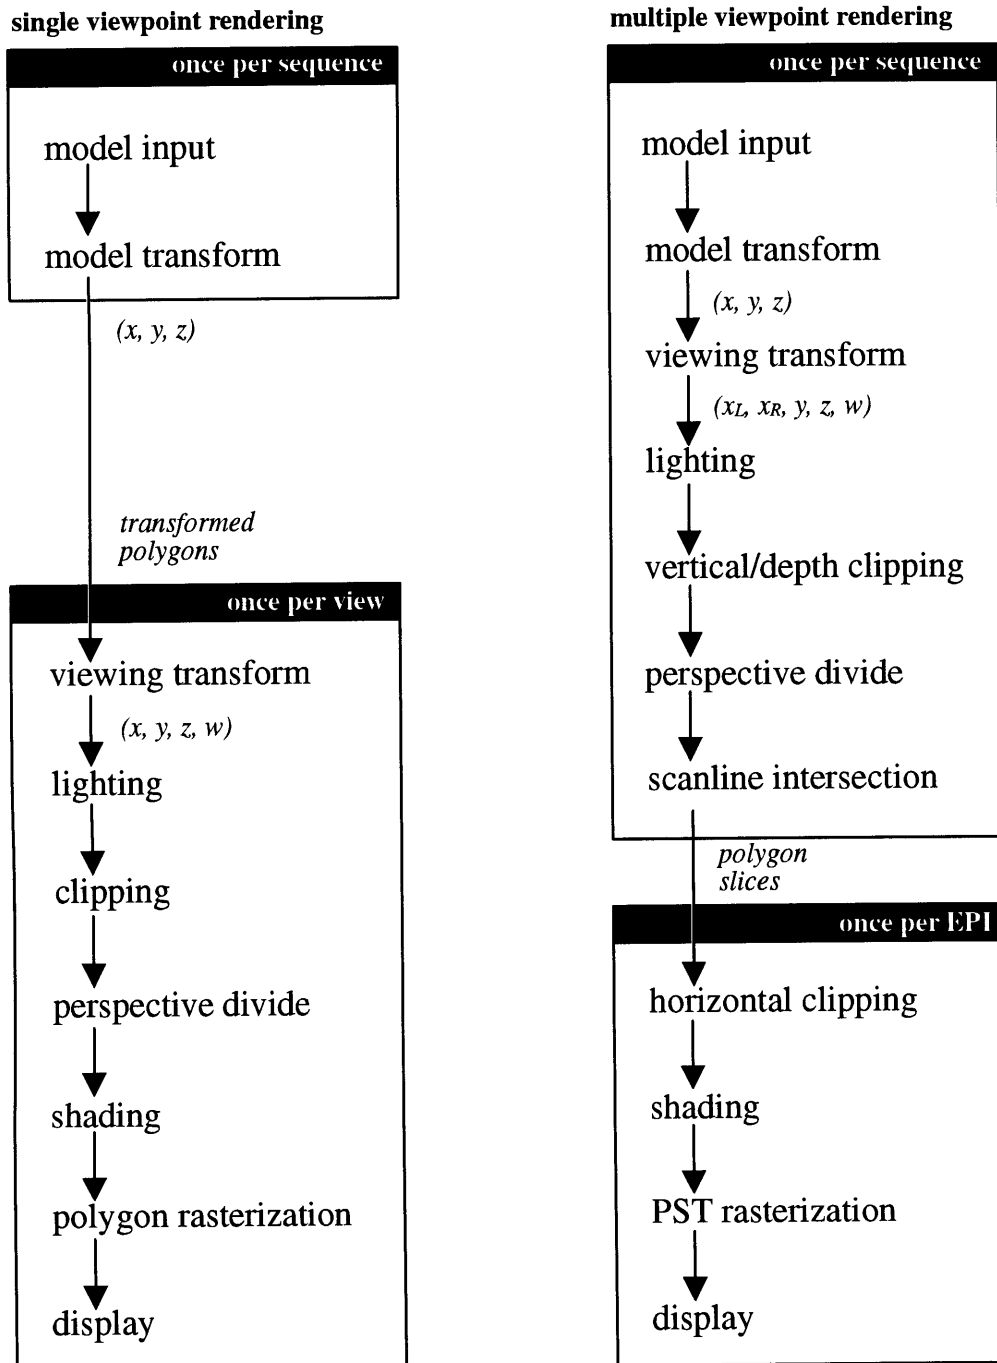 single viewpoint rendering
once per sequence
model input
model transform
(x, y, z)
transformed
polygons
once per view
viewing transform
(x, y, z, w)
lighting
clipping
perspective divide
shading
polygon rasterization
display
multiple viewpoint rendering
once per sequence
model input
model transform
(x, y, z)
viewing transform
(xL, xR, y, z, w)
lighting
vertical/depth clipping
perspective divide
scanline intersection
polygon
slices
once per EPI
horizontal clipping
shading
PST rasterization
display